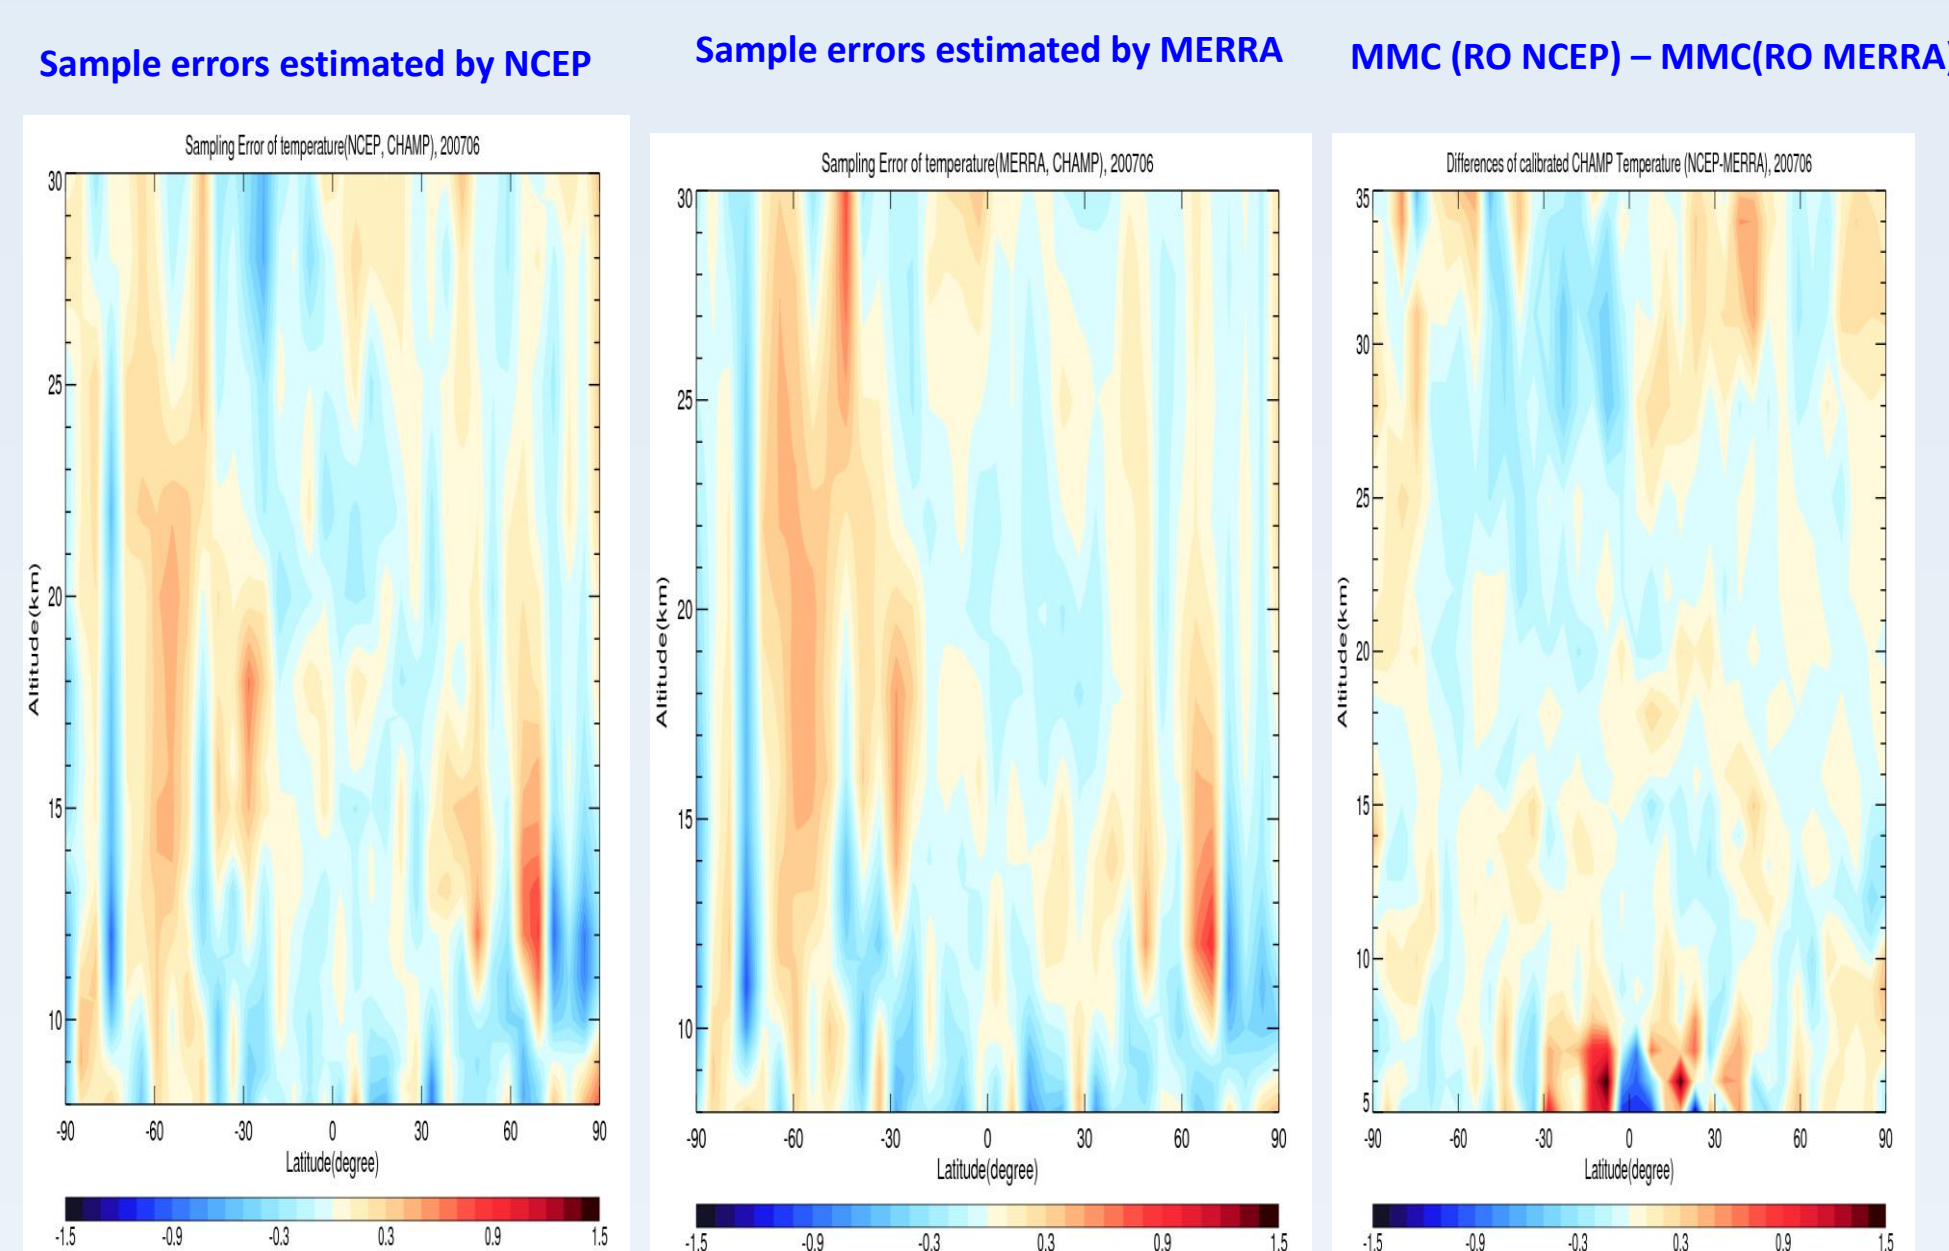 Sample errors estimated by NCEP
Sample errors estimated by MERRA
MMC (RO NCEP) – MMC(RO MERRA)
Sampling Error of temperature(NCEP, CHAMP), 200706
30
25
20
15
10
Altitude(km)
-90 -60 -30 0 30 60 90
Latitude(degree)
-1.5 -0.9 -0.3 0.3 0.9 1.5
Sampling Error of temperature(MERRA, CHAMP), 200706
30
25
20
15
10
Altitude(km)
-90 -60 -30 0 30 60 90
Latitude(degree)
-1.5 -0.9 -0.3 0.3 0.9 1.5
Differences of calibrated CHAMP Temperature (NCEP-MERRA), 200706
35
30
25
20
15
10
5
Altitude(km)
-90 -60 -30 0 30 60 90
Latitude(degree)
-1.5 -0.9 -0.3 0.3 0.9 1.5